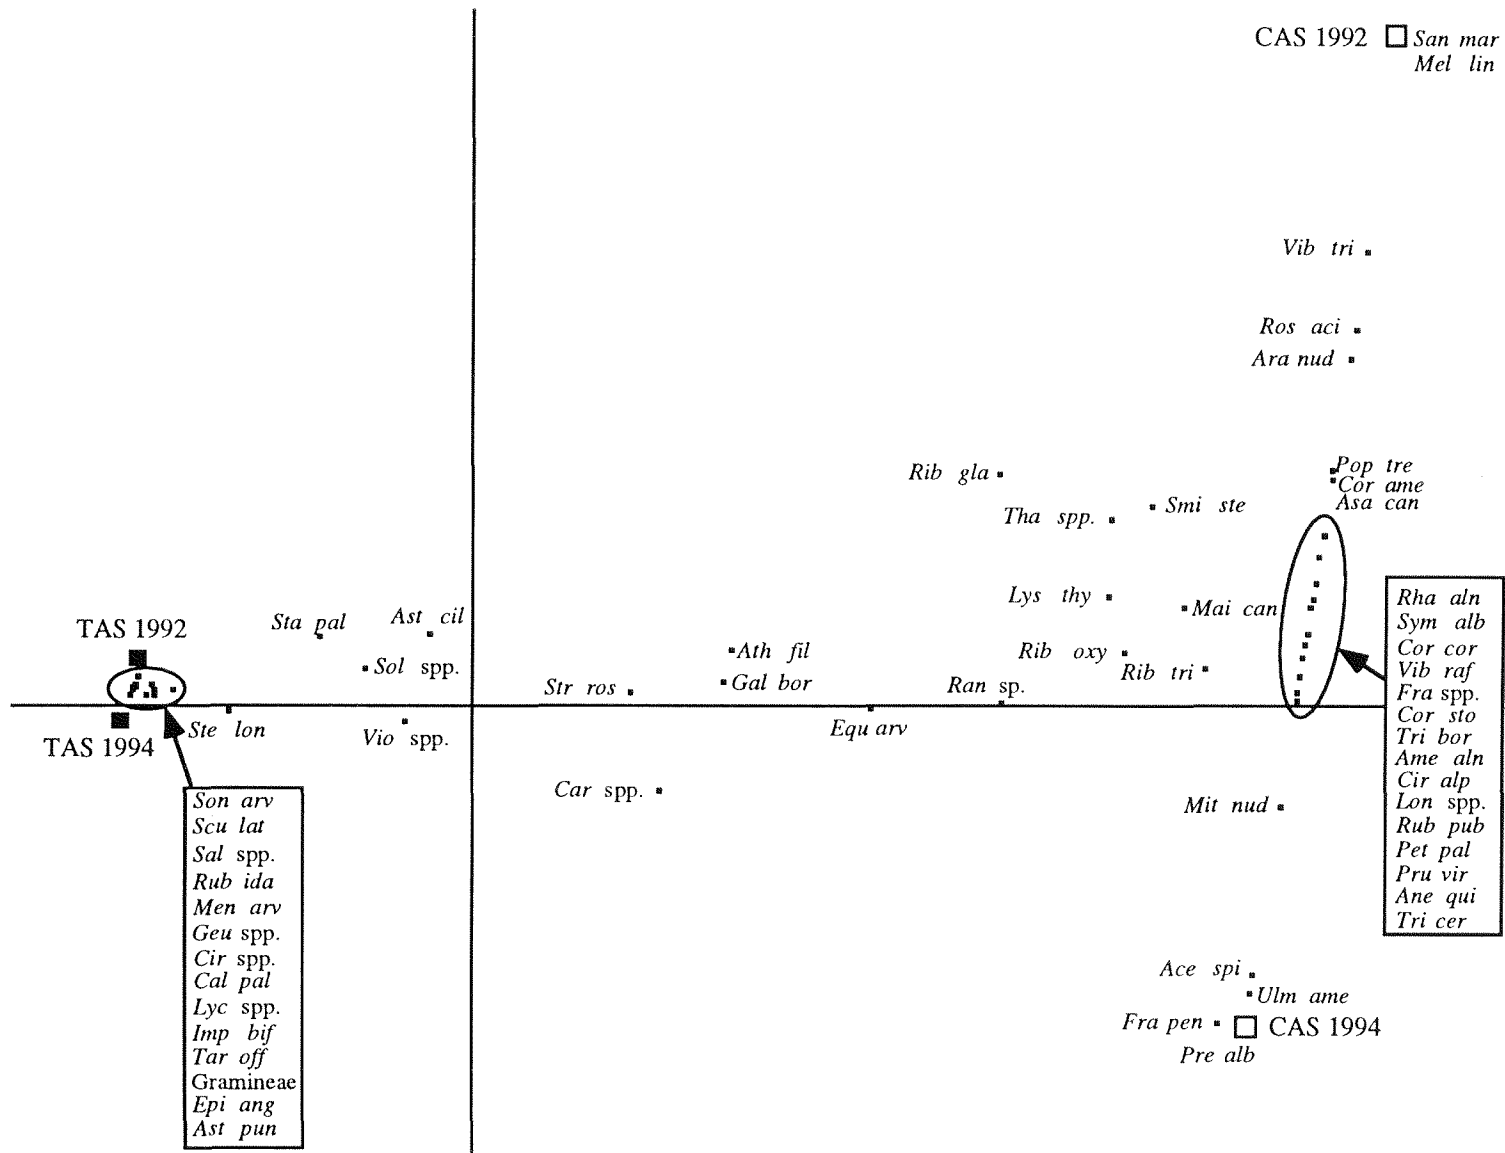 CAS 1992
San mar
Mel lin
Vib tri
Ros aci
Ara nud
Pop tre
Cor ame
Asa can
Rib gla
Smi ste
Tha spp.
Lys thy
Mai can
Rib oxy
Rib tri
Ran sp.
Equ arv
Ath fil
Gal bor
Str ros
Car spp.
Mit nud
TAS 1992
Sta pal
Ast cil
Sol spp.
TAS 1994
Ste lon
Vio spp.
Son arv
Scu lat
Sal spp.
Rub ida
Men arv
Geu spp.
Cir spp.
Cal pal
Lyc spp.
Imp bif
Tar off
Gramineae
Epi ang
Ast pun
Rha aln
Sym alb
Cor cor
Vib raf
Fra spp.
Cor sto
Tri bor
Ame aln
Cir alp
Lon spp.
Rub pub
Pet pal
Pru vir
Ane qui
Tri cer
Ace spi
Ulm ame
Fra pen
CAS 1994
Pre alb